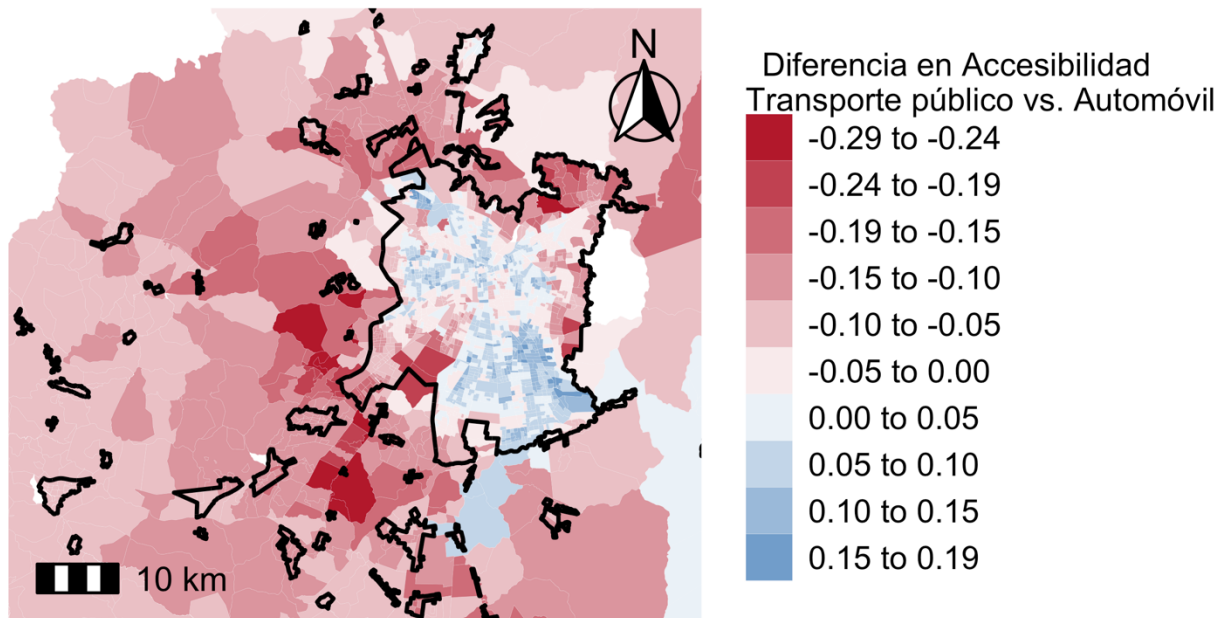 N
Diferencia en Accesibilidad
Transporte público vs. Automóvil
-0.29 to -0.24
-0.24 to -0.19
-0.19 to -0.15
-0.15 to -0.10
-0.10 to -0.05
-0.05 to 0.00
0.00 to 0.05
0.05 to 0.10
0.10 to 0.15
0.15 to 0.19
10 km